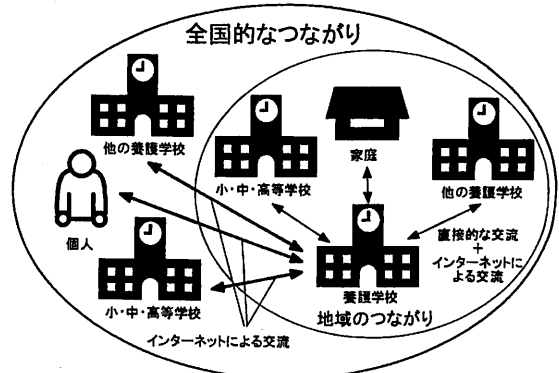 全国的なつながり
他の養護学校
小・中・高等学校
家庭
他の養護学校
個人
直接的な交流
+
インターネットに
よる交流
小・中・高等学校
養護学校
地域のつながり
インターネットによる交流